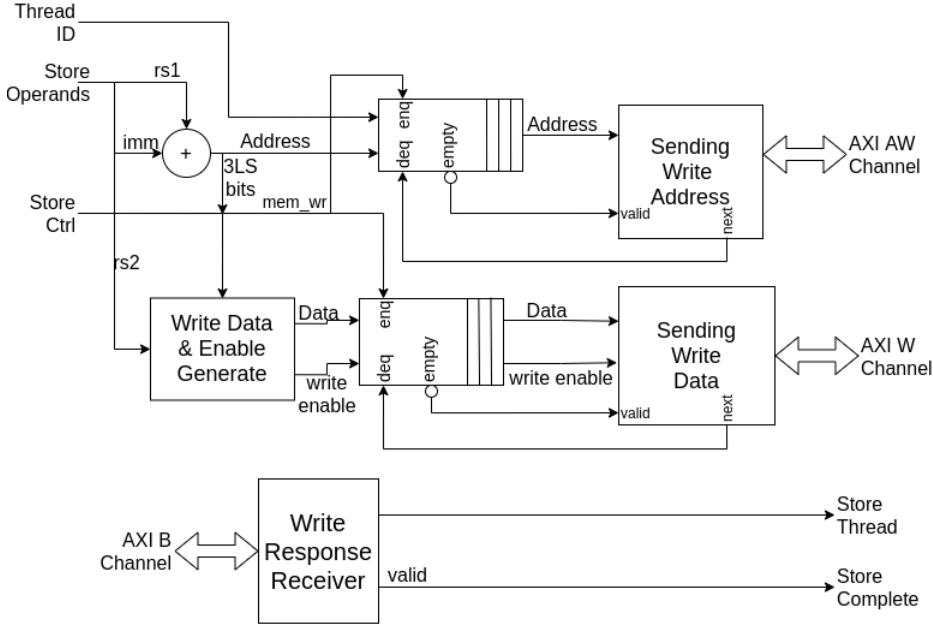 Thread
ID
Store
Operands
rs1
imm
+
Address
3LS
bits
Store
Ctrl
mem_wr
rs2
enq
deq
empty
Address
Sending
Write
Address
valid
next
AXI AW
Channel
Write Data
& Enable
Generate
Data
write
enable
enq
deq
empty
Data
write enable
Sending
Write
Data
valid
next
AXI W
Channel
AXI B
Channel
Write
Response
Receiver
valid
Store
Thread
Store
Complete